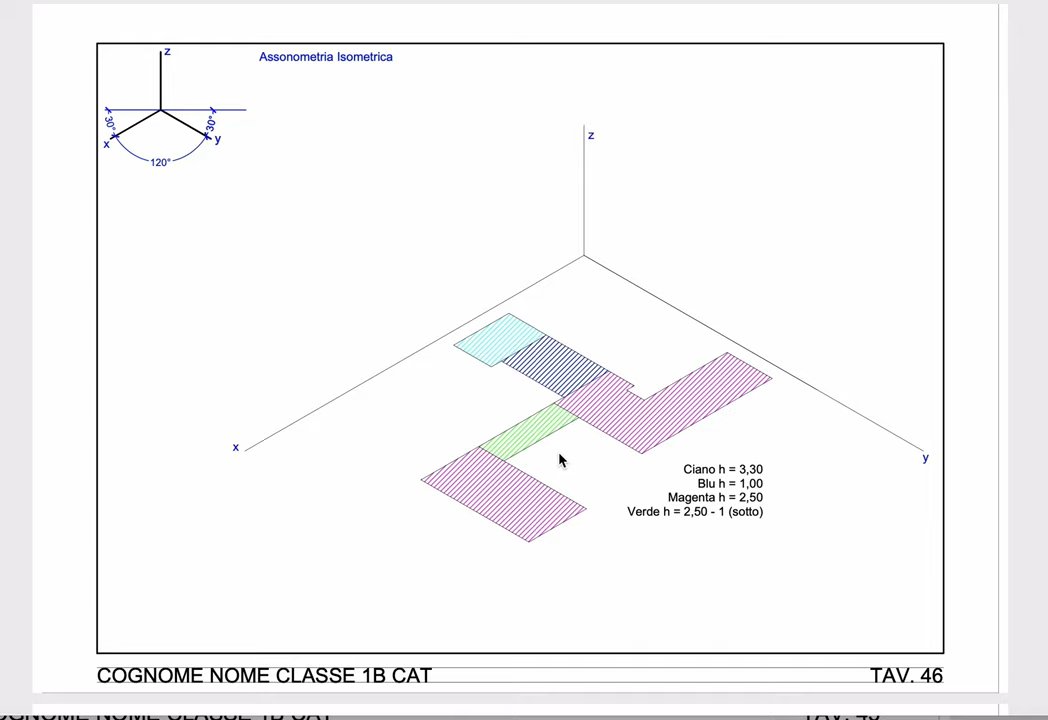 z
Assonometria Isometrica
30°
30°
x
y
120°
z
x
y
Ciano h = 3,30
Blu h = 1,00
Magenta h = 2,50
Verde h = 2,50 - 1 (sotto)
COGNOME NOME CLASSE 1B CAT
TAV. 46